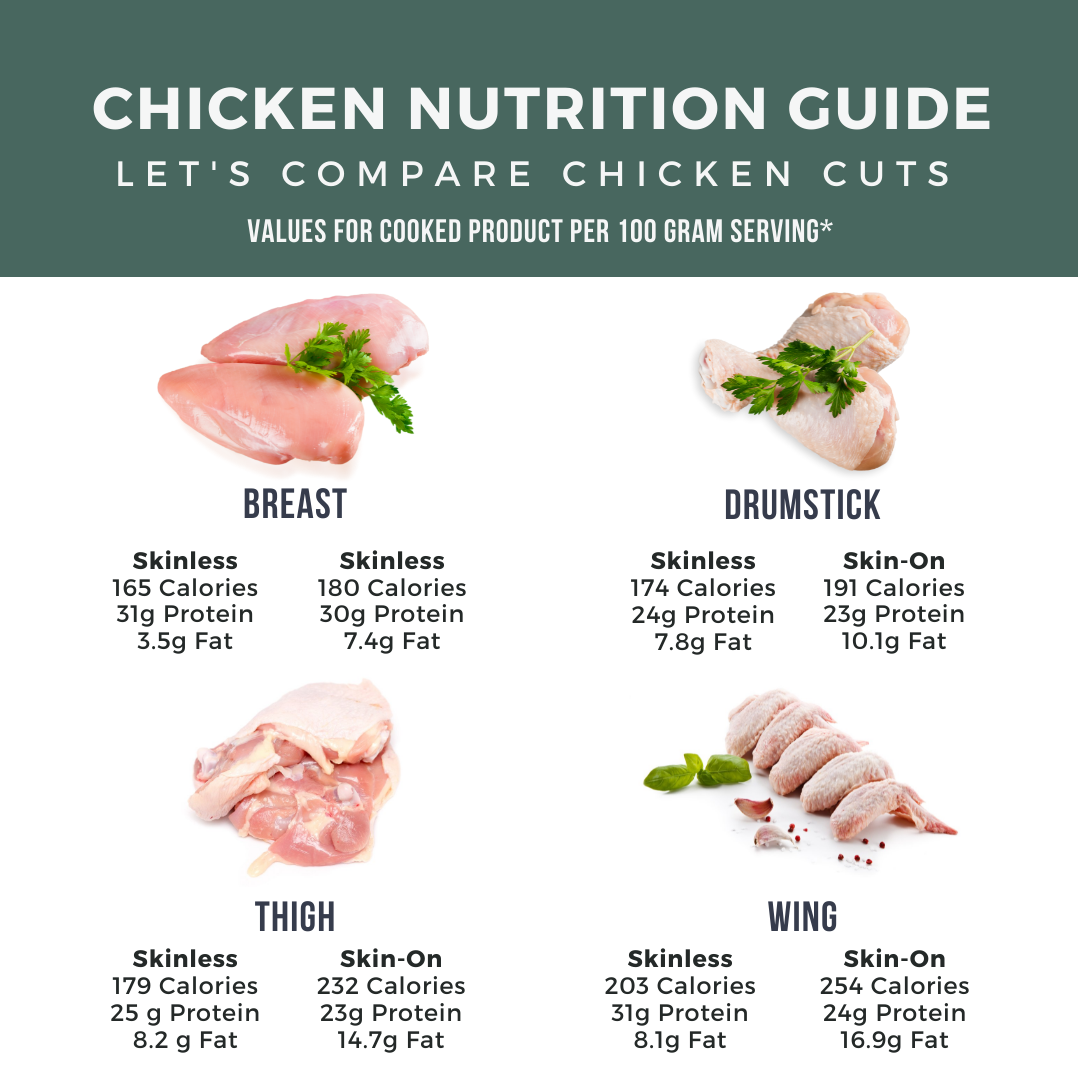 CHICKEN NUTRITION GUIDE
LET'S COMPARE CHICKEN CUTS
VALUES FOR COOKED PRODUCT PER 100 GRAM SERVING*
BREAST
Skinless
165 Calories
31g Protein
3.5g Fat
Skinless
180 Calories
30g Protein
7.4g Fat
DRUMSTICK
Skinless
174 Calories
24g Protein
7.8g Fat
Skin-On
191 Calories
23g Protein
10.1g Fat
THIGH
Skinless
179 Calories
25 g Protein
8.2 g Fat
Skin-On
232 Calories
23g Protein
14.7g Fat
WING
Skinless
203 Calories
31g Protein
8.1g Fat
Skin-On
254 Calories
24g Protein
16.9g Fat